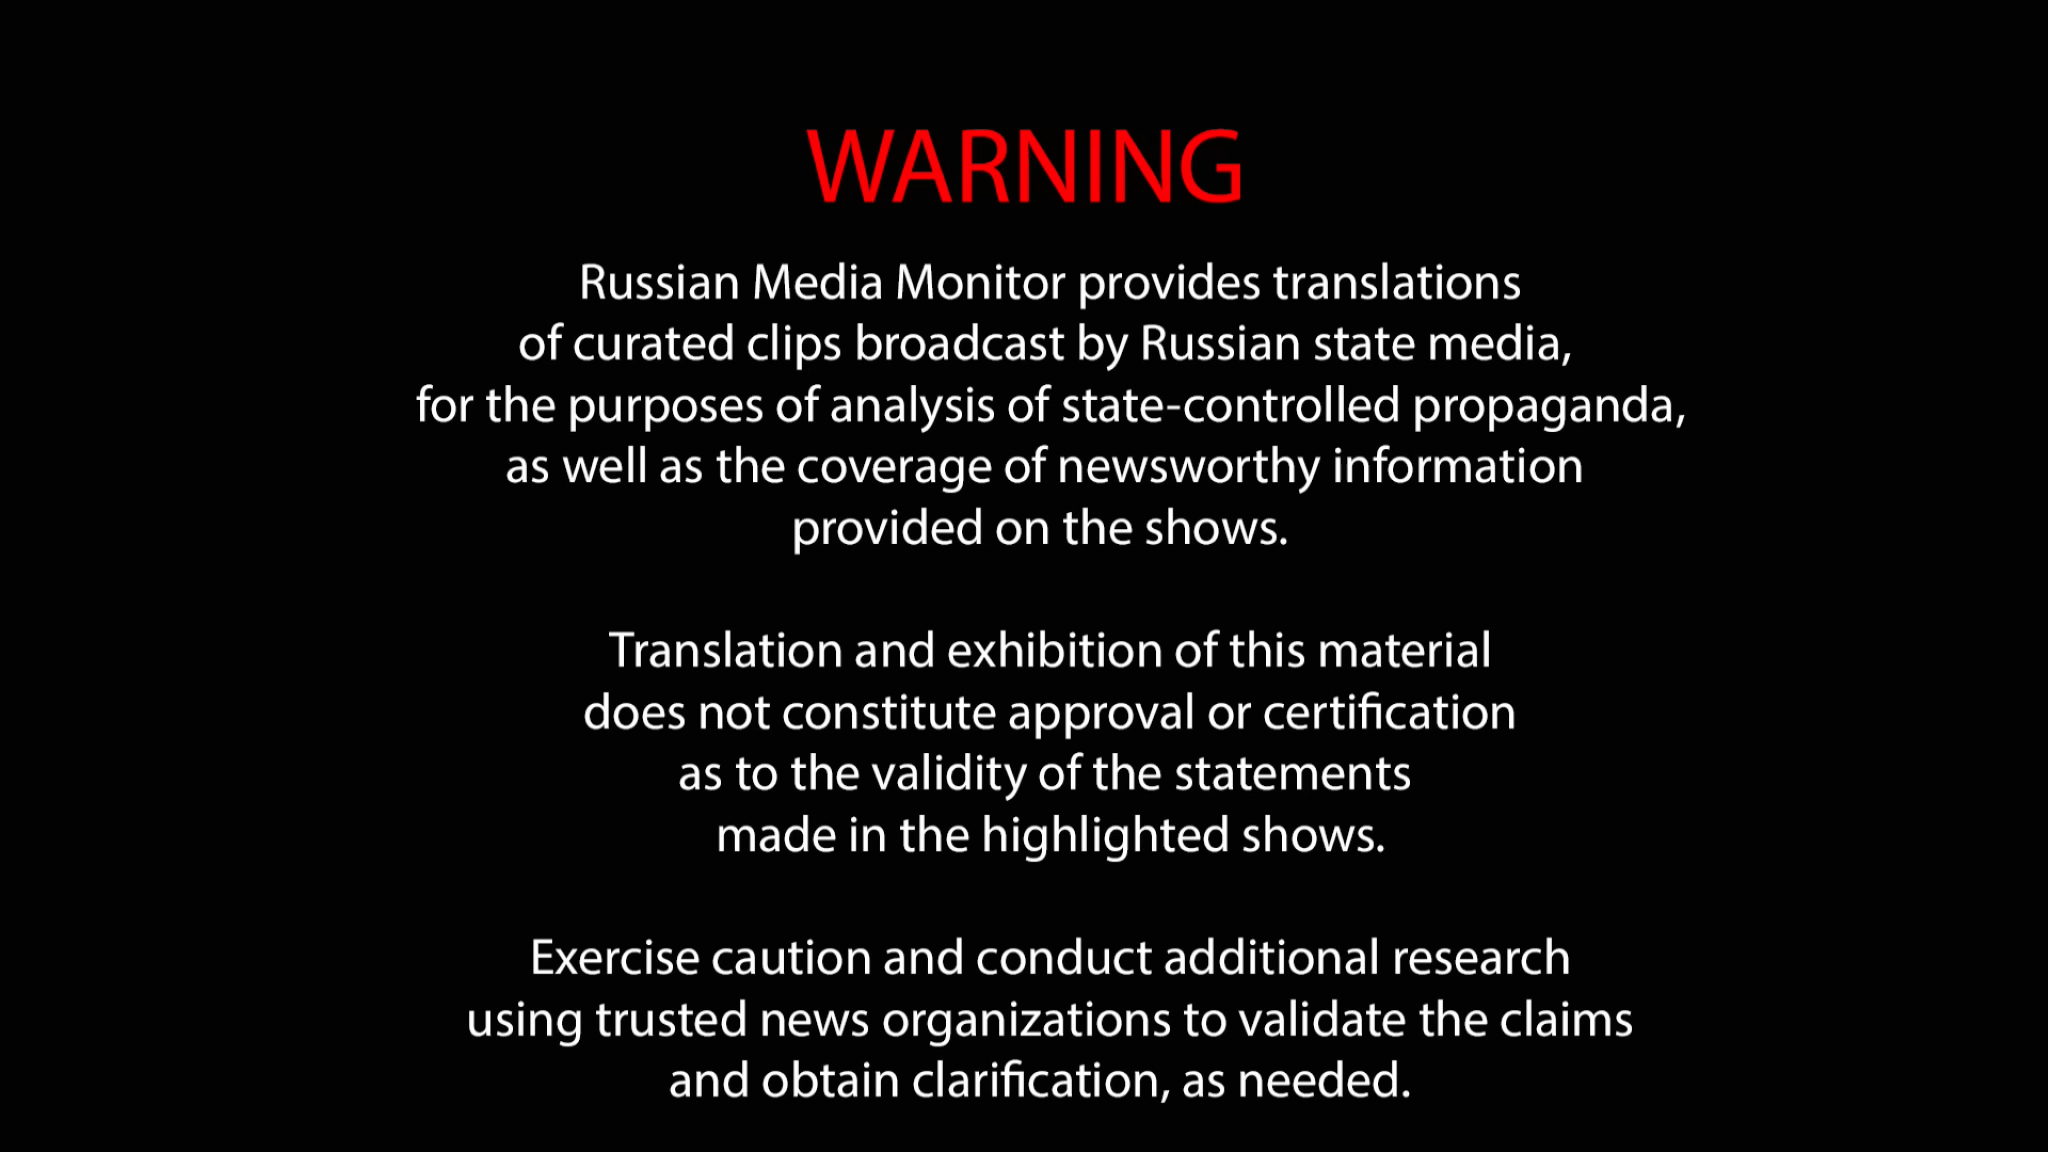 WARNING
Russian Media Monitor provides translations
of curated clips broadcast by Russian state media,
for the purposes of analysis of state-controlled propaganda,
as well as the coverage of newsworthy information
provided on the shows.
Translation and exhibition of this material
does not constitute approval or certification
as to the validity of the statements
made in the highlighted shows.
Exercise caution and conduct additional research
using trusted news organizations to validate the claims
and obtain clarification, as needed.